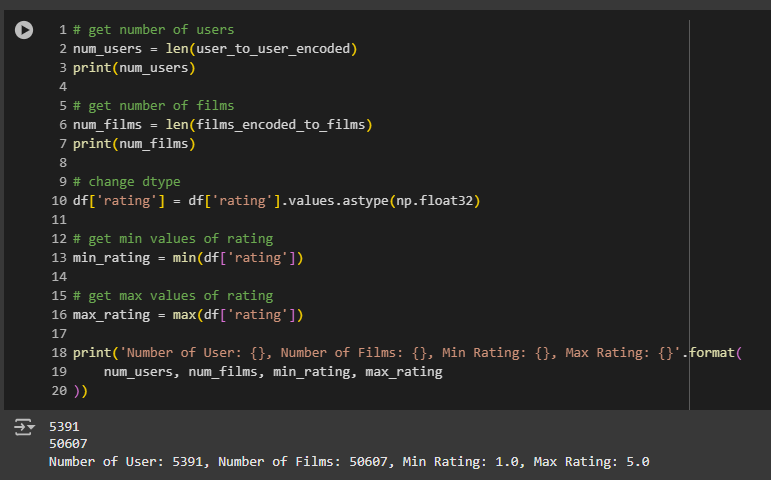 1 # get number of users
2 num_users = len(user_to_user_encoded)
3 print(num_users)
4
5 # get number of films
6 num_films = len(films_encoded_to_films)
7 print(num_films)
8
9 # change dtype
10 df['rating'] = df['rating'].values.astype(np.float32)
11
12 # get min values of rating
13 min_rating = min(df['rating'])
14
15 # get max values of rating
16 max_rating = max(df['rating'])
17
18 print('Number of User: {}, Number of Films: {}, Min Rating: {}, Max Rating: {}'.format(
19     num_users, num_films, min_rating, max_rating
20 ))
5391
50607
Number of User: 5391, Number of Films: 50607, Min Rating: 1.0, Max Rating: 5.0